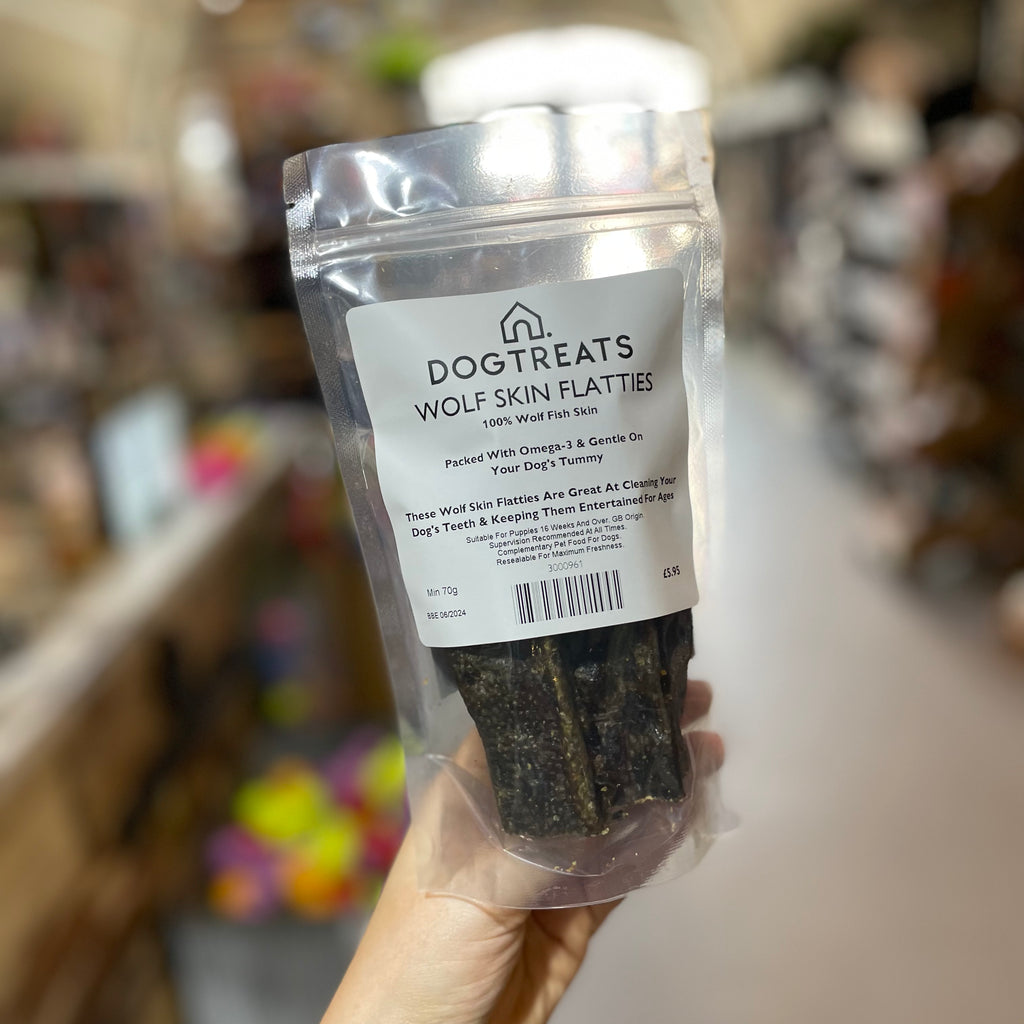 DOGTREATS
WOLF SKIN FLATTIES
100% Wolf Fish Skin
Packed With Omega-3 & Gentle On
Your Dog's Tummy
These Wolf Skin Flatties Are Great At Cleaning Your
Dog's Teeth & Keeping Them Entertained For Ages
Suitable For Puppies 16 Weeks And Over. GB Origin
Supervision Recommended At All Times.
Complementary Pet Food For Dogs.
Resealable For Maximum Freshness.
3000961
Min 70g
£5.95
BBE 06/2024